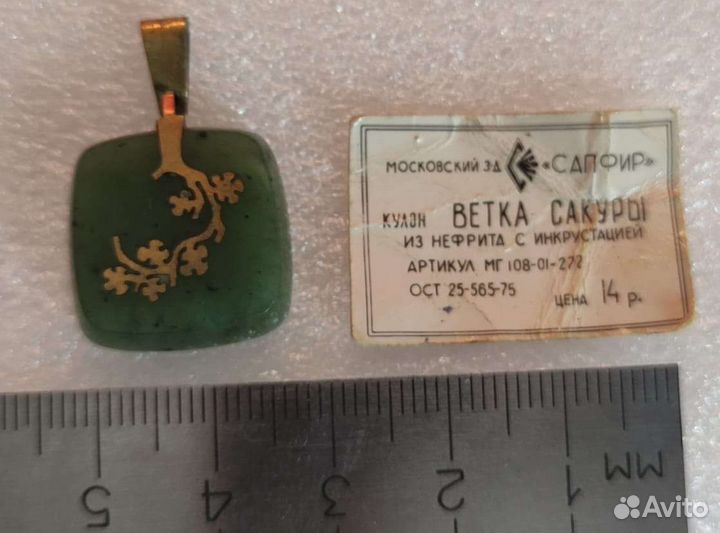 МОСКОВСКИЙ ЗД «САПФИР»
КУЛОН ВЕТКА САКУРЫ
ИЗ НЕФРИТА С ИНКРУСТАЦИЕЙ
АРТИКУЛ МГ 108-01-272
ОСТ 25-565-75 ЦЕНА 14 р.
5 4 3 2 1 мм
Avito